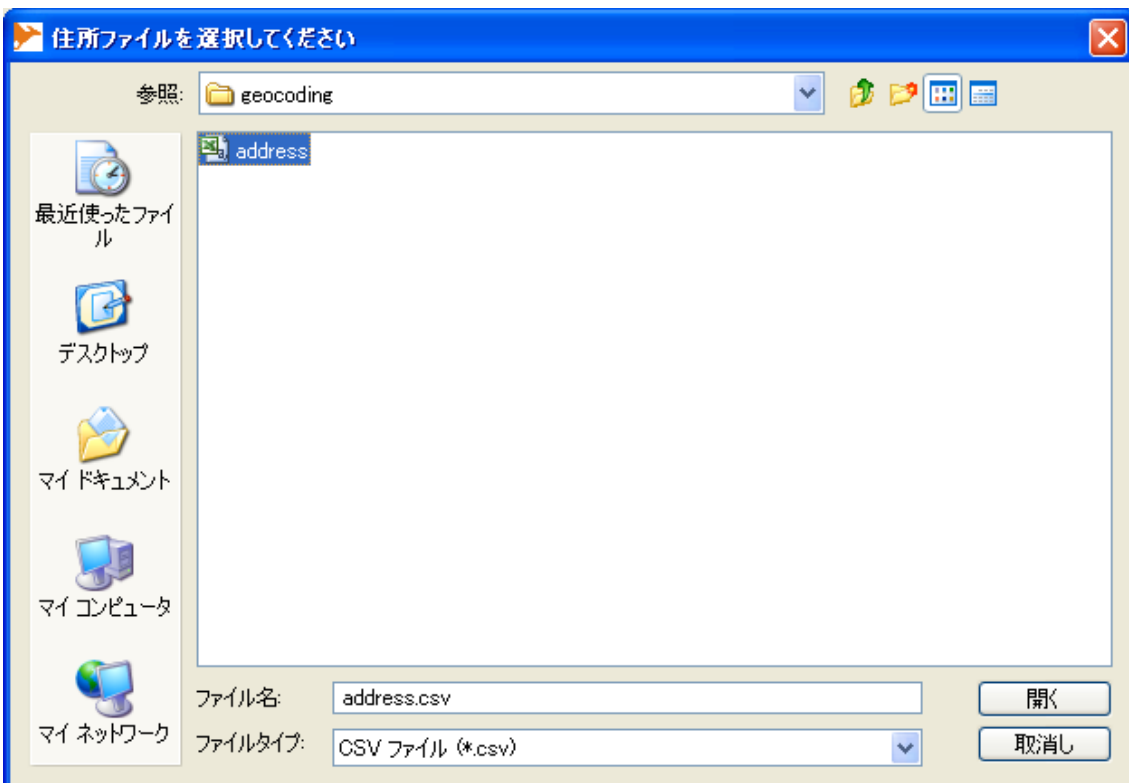 住所ファイルを選択してください
参照:
geocoding
address
最近使ったファイ
ル
デスクトップ
マイ ドキュメント
マイ コンピュータ
マイ ネットワーク
ファイル名:
address.csv
開く
ファイルタイプ:
CSV ファイル (*.csv)
取消し